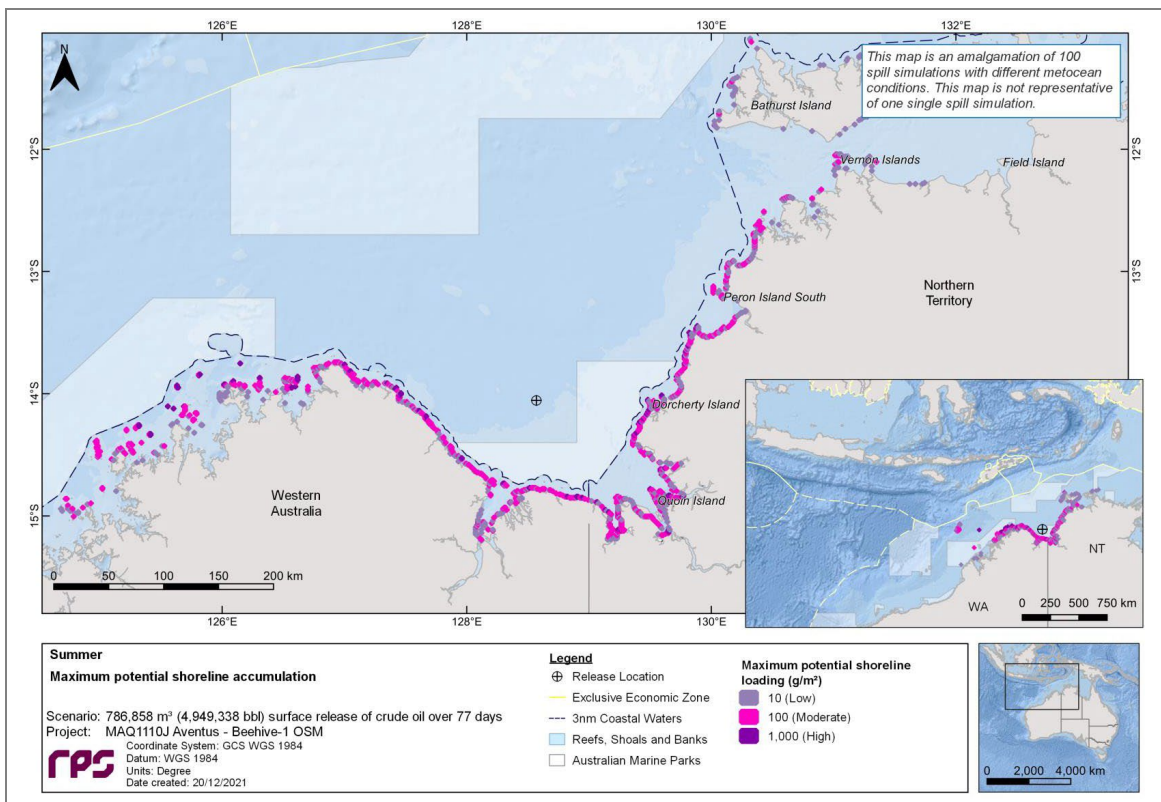 126°E
128°E
130°E
132°E
N
This map is an amalgamation of 100
spill simulations with different metocean
conditions. This map is not representative
of one single spill simulation.
Bathurst Island
12°S
12°S
Vernon Islands
Field Island
13°S
13°S
Northern
Territory
Peron Island South
14°S
Dorcherty Island
Western
Australia
Quoin Island
15°S
0 50 100 150 200 km
NT
WA
0 250 500 750 km
126°E
128°E
130°E
Summer
Maximum potential shoreline accumulation
Scenario: 786,858 m³ (4,949,338 bbl) surface release of crude oil over 77 days
Project: MAQ1110J Aventus - Beehive-1 OSM
rps
Coordinate System: GCS WGS 1984
Datum: WGS 1984
Units: Degree
Date created: 20/12/2021
Legend
Release Location
Exclusive Economic Zone
3nm Coastal Waters
Reefs, Shoals and Banks
Australian Marine Parks
Maximum potential shoreline
loading (g/m²)
10 (Low)
100 (Moderate)
1,000 (High)
0 2,000 4,000 km